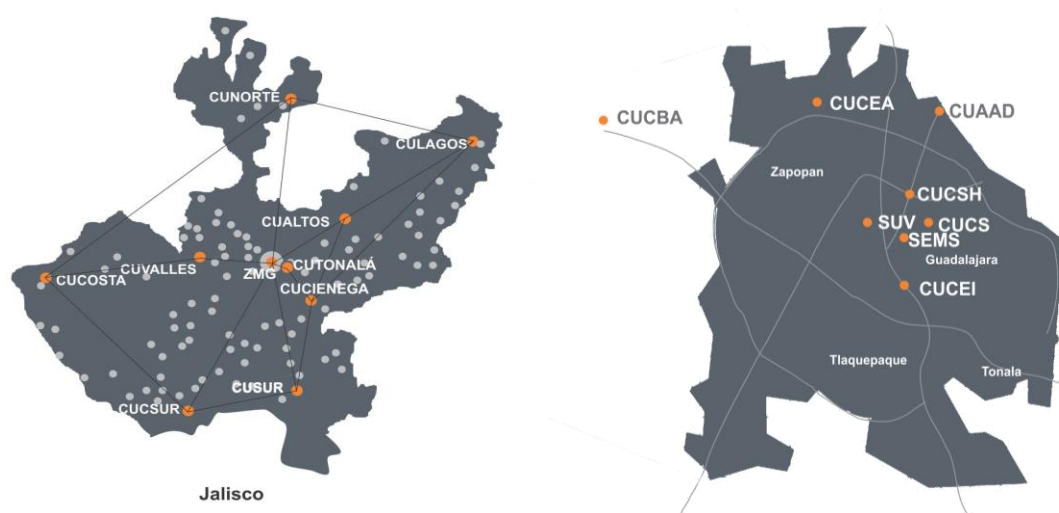 CUNORTE
CULAGOS
CUALTOS
CUVALLES
CUTONALÁ
ZMG
CUCOSTA
CUCIENEGA
CUSUR
CUCSUR
Jalisco
CUCEA
CUCBA
CUAAD
Zapopan
CUCSH
SUV
CUCS
SEMS
Guadalajara
CUCEI
Tlaquepaque
Tonala